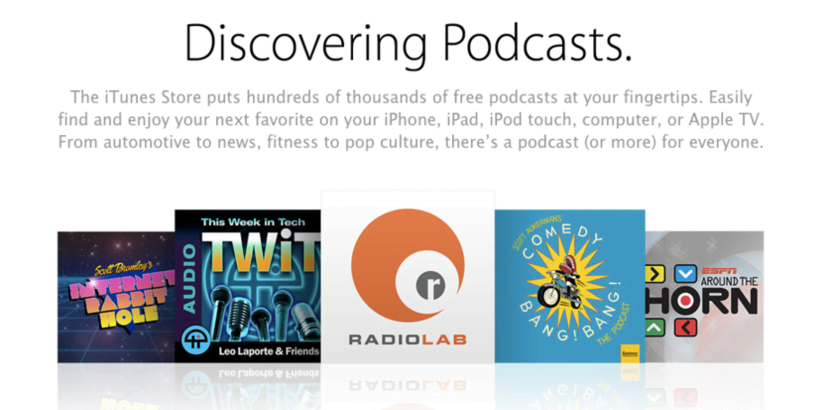 Discovering Podcasts.
The iTunes Store puts hundreds of thousands of free podcasts at your fingertips. Easily
find and enjoy your next favorite on your iPhone, iPad, iPod touch, computer, or Apple TV.
From automotive to news, fitness to pop culture, there's a podcast (or more) for everyone.
Scott Bromley's
INTERNET
RABBIT
HOLE
AUDIO
This Week in Tech
TWiT
Leo Laporte & Friends
r
RADIOLAB
SCOTT AUKERMAN'S
COMEDY
BANG! BANG!
THE PODCAST
ESPN
AROUND THE
HORN